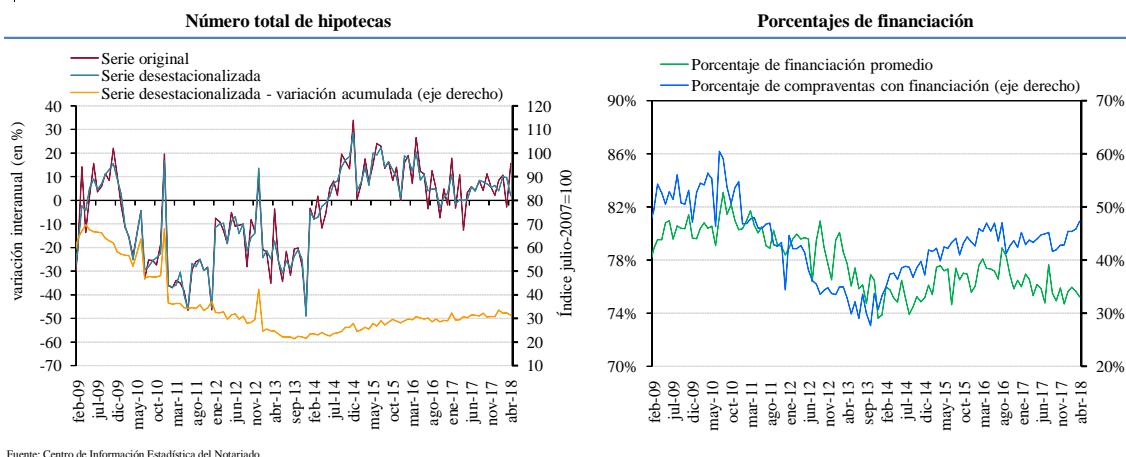 Número total de hipotecas
Serie original
Serie desestacionalizada
Serie desestacionalizada - variación acumulada (eje derecho)
variación interanual (en %)
40
30
20
10
0
-10
-20
-30
-40
-50
-60
-70
120
110
100
90
80
70
60
50
40
30
20
10
Índice julio-2007=100
feb-09
jul-09
dic-09
may-10
oct-10
mar-11
ago-11
ene-12
jun-12
nov-12
abr-13
sep-13
feb-14
jul-14
dic-14
may-15
oct-15
mar-16
ago-16
ene-17
jun-17
nov-17
abr-18
Porcentajes de financiación
Porcentaje de financiación promedio
Porcentaje de compraventas con financiación (eje derecho)
90%
86%
82%
78%
74%
70%
70%
60%
50%
40%
30%
20%
feb-09
jul-09
dic-09
may-10
oct-10
mar-11
ago-11
ene-12
jun-12
nov-12
abr-13
sep-13
feb-14
jul-14
dic-14
may-15
oct-15
mar-16
ago-16
ene-17
jun-17
nov-17
abr-18
Fuente: Centro de Información Estadística del Notariado.